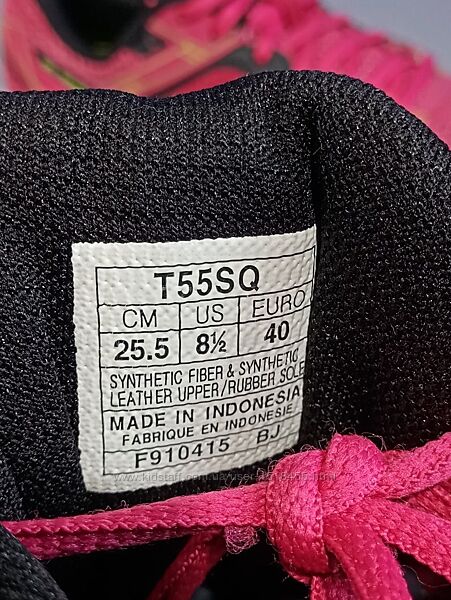 T55SQ
CM US EURO
25.5 8½ 40
SYNTHETIC FIBER & SYNTHETIC
LEATHER UPPER/RUBBER SOLE
MADE IN INDONESIA
FABRIQUE EN INDONESIE
F910415 BJ